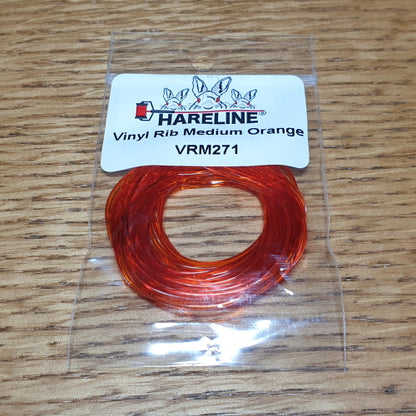 HARELINE®
Vinyl Rib Medium Orange
VRM271